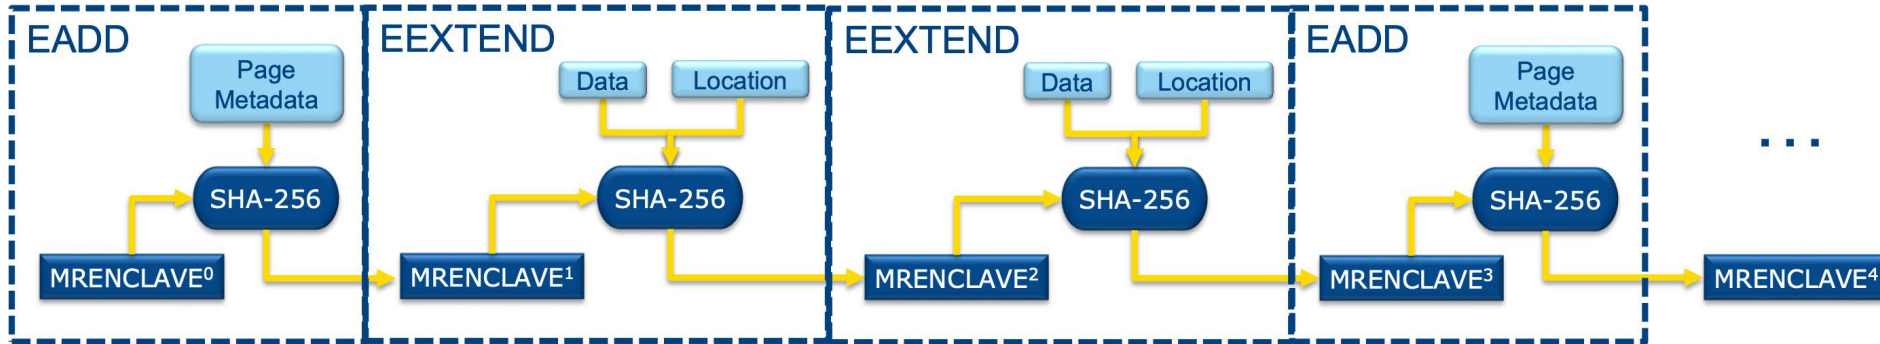 EADD
Page
Metadata
SHA-256
MRENCLAVE⁰
EEXTEND
Data
Location
SHA-256
MRENCLAVE¹
EEXTEND
Data
Location
SHA-256
MRENCLAVE²
EADD
Page
Metadata
SHA-256
MRENCLAVE³
. . .
MRENCLAVE⁴